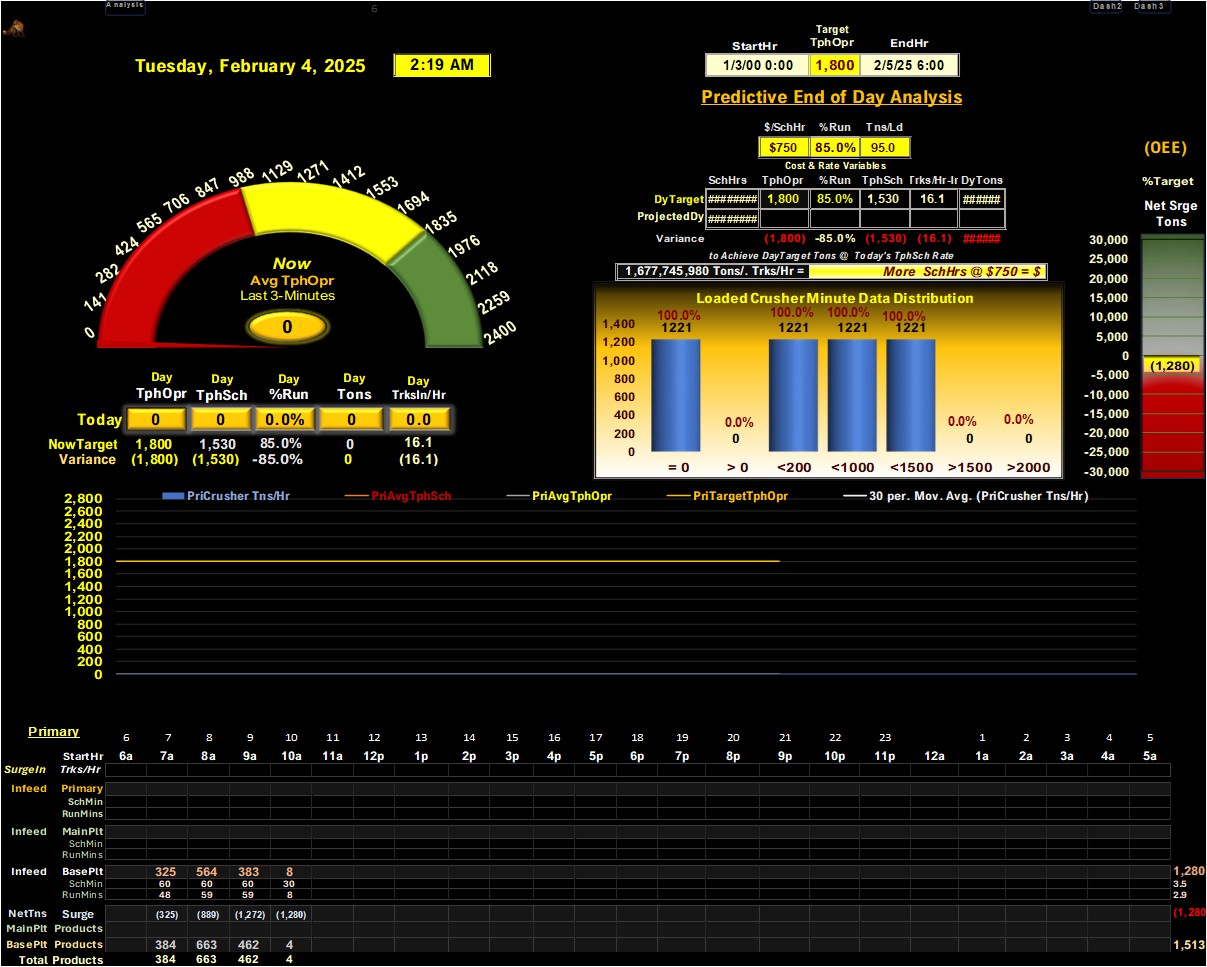 Analysis 6 Dash2 Dash3
Tuesday, February 4, 2025 2:19 AM
StartHr Target TphOpr EndHr
1/3/00 0:00 1,800 2/5/25 6:00
Predictive End of Day Analysis
$/SchHr %Run Tns/Ld
$750 85.0% 95.0
Cost & Rate Variables
SchHrs TphOpr %Run TphSch Trks/Hr-Ir DyTons
DyTarget ######## 1,800 85.0% 1,530 16.1 ######
ProjectedDy ########
Variance (1,800) -85.0% (1,530) (16.1) ######
to Achieve DayTarget Tons @ Today's TphSch Rate
1,677,745,980 Tons/. Trks/Hr = More SchHrs @ $750 = $
(OEE)
%Target
Net Srge
Tons
30,000
25,000
20,000
15,000
10,000
5,000
0
(1,280)
-5,000
-10,000
-15,000
-20,000
-25,000
-30,000
0 141 282 424 565 706 847 988 1129 1271 1412 1553 1694 1835 1976 2118 2259 2400
Now
Avg TphOpr
Last 3-Minutes
0
Day Day Day Day Day
TphOpr TphSch %Run Tons TrksIn/Hr
Today 0 0 0.0% 0 0.0
NowTarget 1,800 1,530 85.0% 0 16.1
Variance (1,800) (1,530) -85.0% 0 (16.1)
Loaded CrusherMinute Data Distribution
100.0% 0.0% 100.0% 100.0% 100.0% 0.0% 0.0%
1221 0 1221 1221 1221 0 0
1,400
1,200
1,000
800
600
400
200
0
= 0 > 0 <200 <1000 <1500 >1500 >2000
PriCrusher Tns/Hr PriAvgTphSch PriAvgTphOpr PriTargetTphOpr 30 per. Mov. Avg. (PriCrusher Tns/Hr)
2,800
2,600
2,400
2,200
2,000
1,800
1,600
1,400
1,200
1,000
800
600
400
200
0
Primary 6 7 8 9 10 11 12 13 14 15 16 17 18 19 20 21 22 23 1 2 3 4 5
StartHr 6a 7a 8a 9a 10a 11a 12p 1p 2p 3p 4p 5p 6p 7p 8p 9p 10p 11p 12a 1a 2a 3a 4a 5a
SurgeIn Trks/Hr
Infeed Primary
SchMin
RunMins
Infeed MainPlt
SchMin
RunMins
Infeed BasePlt 325 564 383 8 1,280
SchMin 60 60 60 30 3.5
RunMins 48 59 59 8 2.9
NetTns Surge (325) (889) (1,272) (1,280) (1,280
MainPlt Products
BasePlt Products 384 663 462 4 1,513
Total Products 384 663 462 4